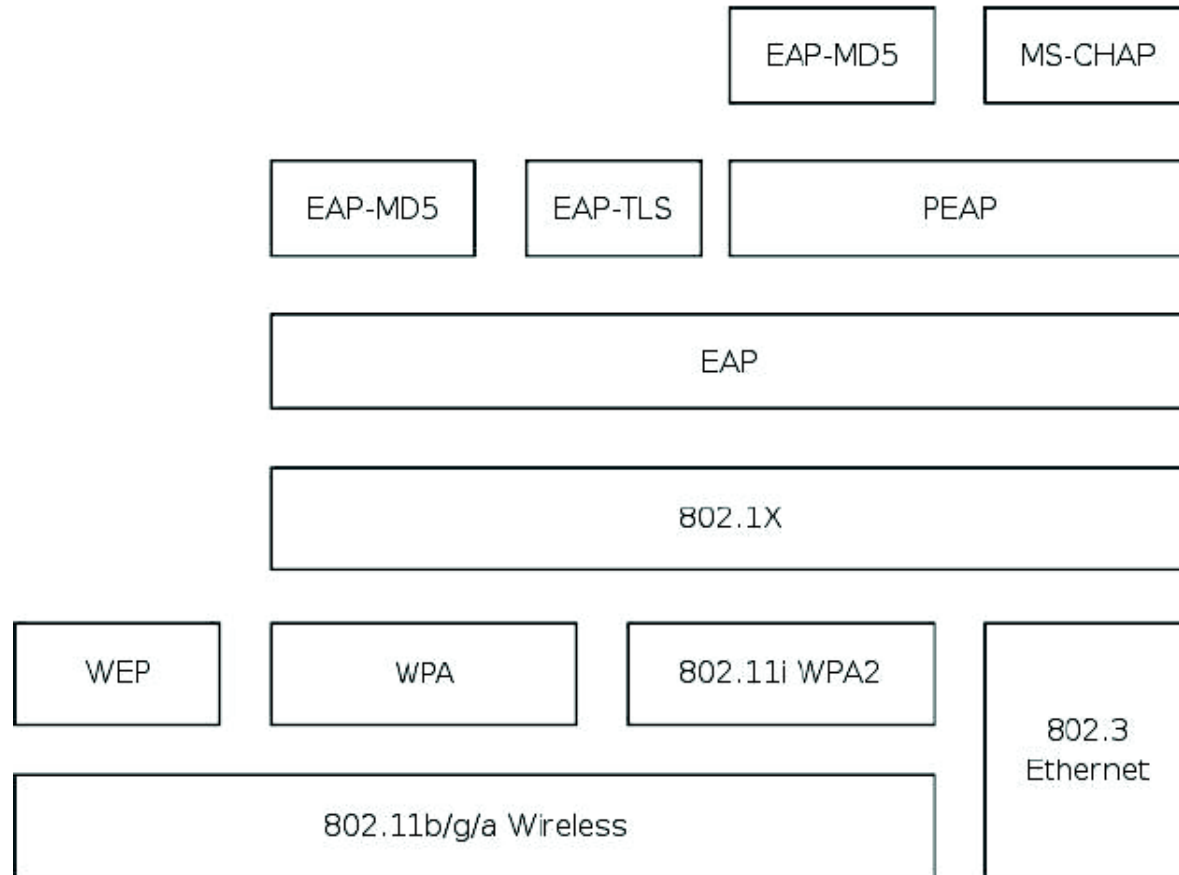 EAP-MD5
MS-CHAP
EAP-MD5
EAP-TLS
PEAP
EAP
802.1X
WEP
WPA
802.11i WPA2
802.3
Ethernet
802.11b/g/a Wireless